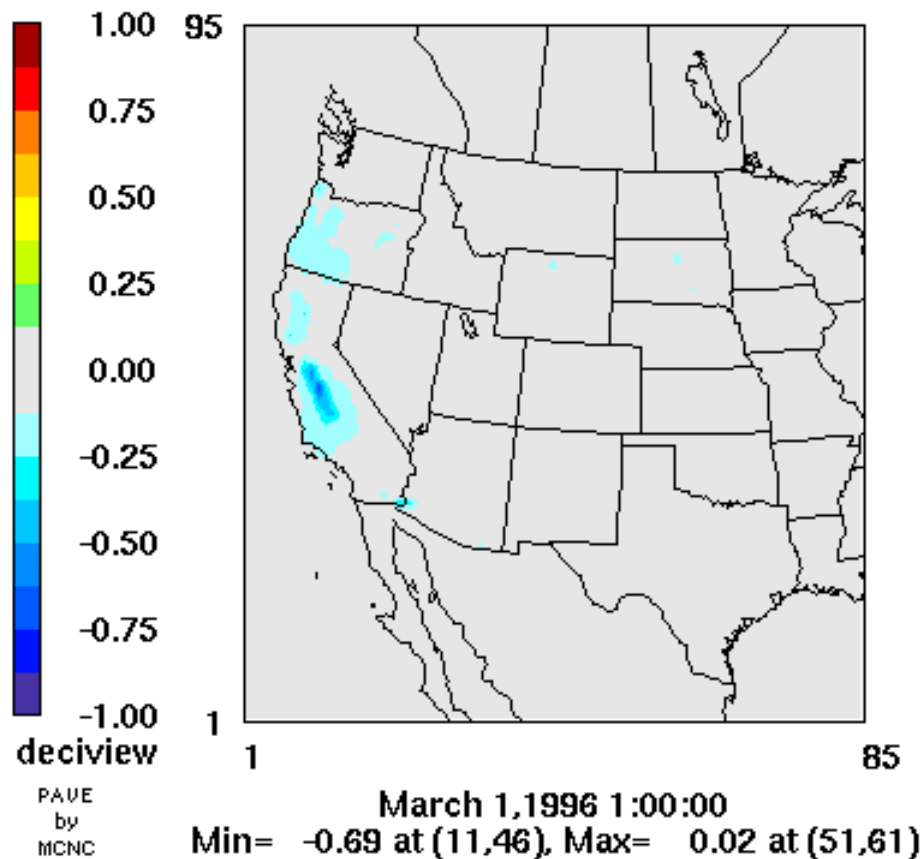 1.00
0.75
0.50
0.25
0.00
-0.25
-0.50
-0.75
-1.00
deciview
PAVE
by
MCNC
95
1
1
85
March 1,1996 1:00:00
Min= -0.69 at (11,46), Max= 0.02 at (51,61)